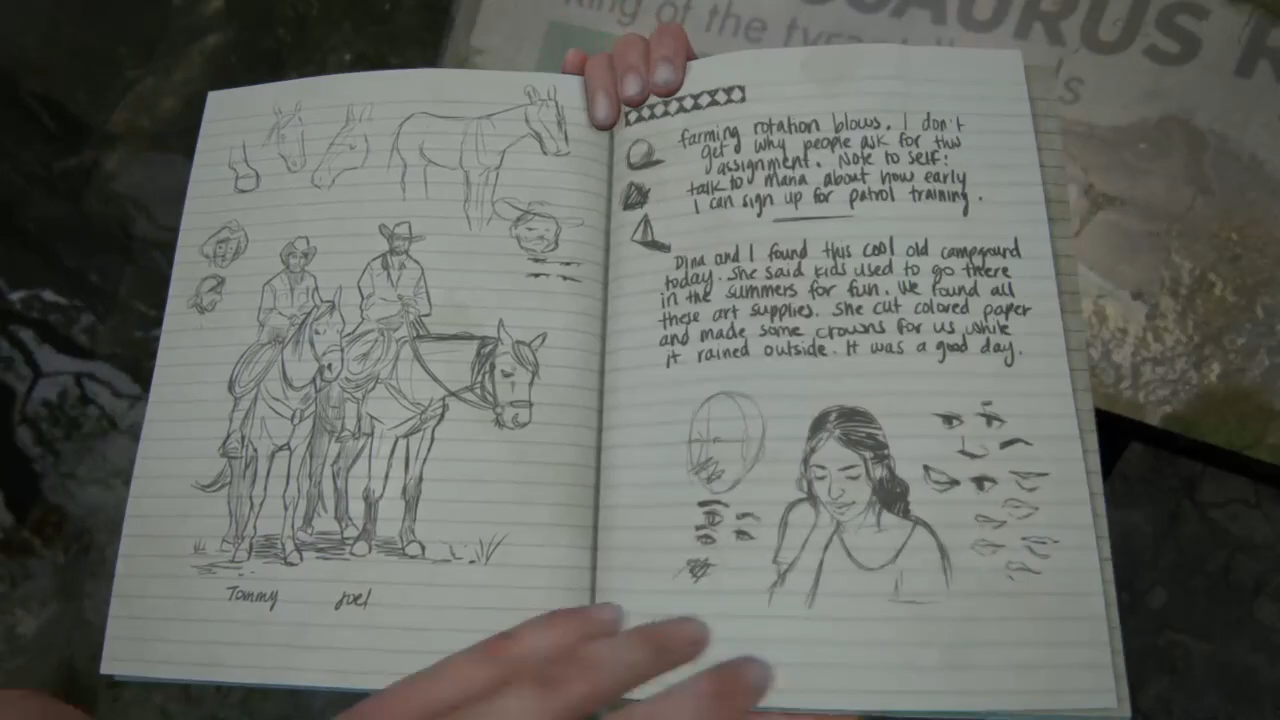 SAURUS R
king of the tyrant
s
farming rotation blows. I don't
get why people ask for this
assignment. Note to self:
talk to Maria about how early
I can sign up for patrol training.
Dina and I found this cool old campground
today. She said kids used to go there
in the summers for fun. We found all
these art supplies. She cut colored paper
and made some crowns for us while
it rained outside. It was a good day.
Tommy Joel